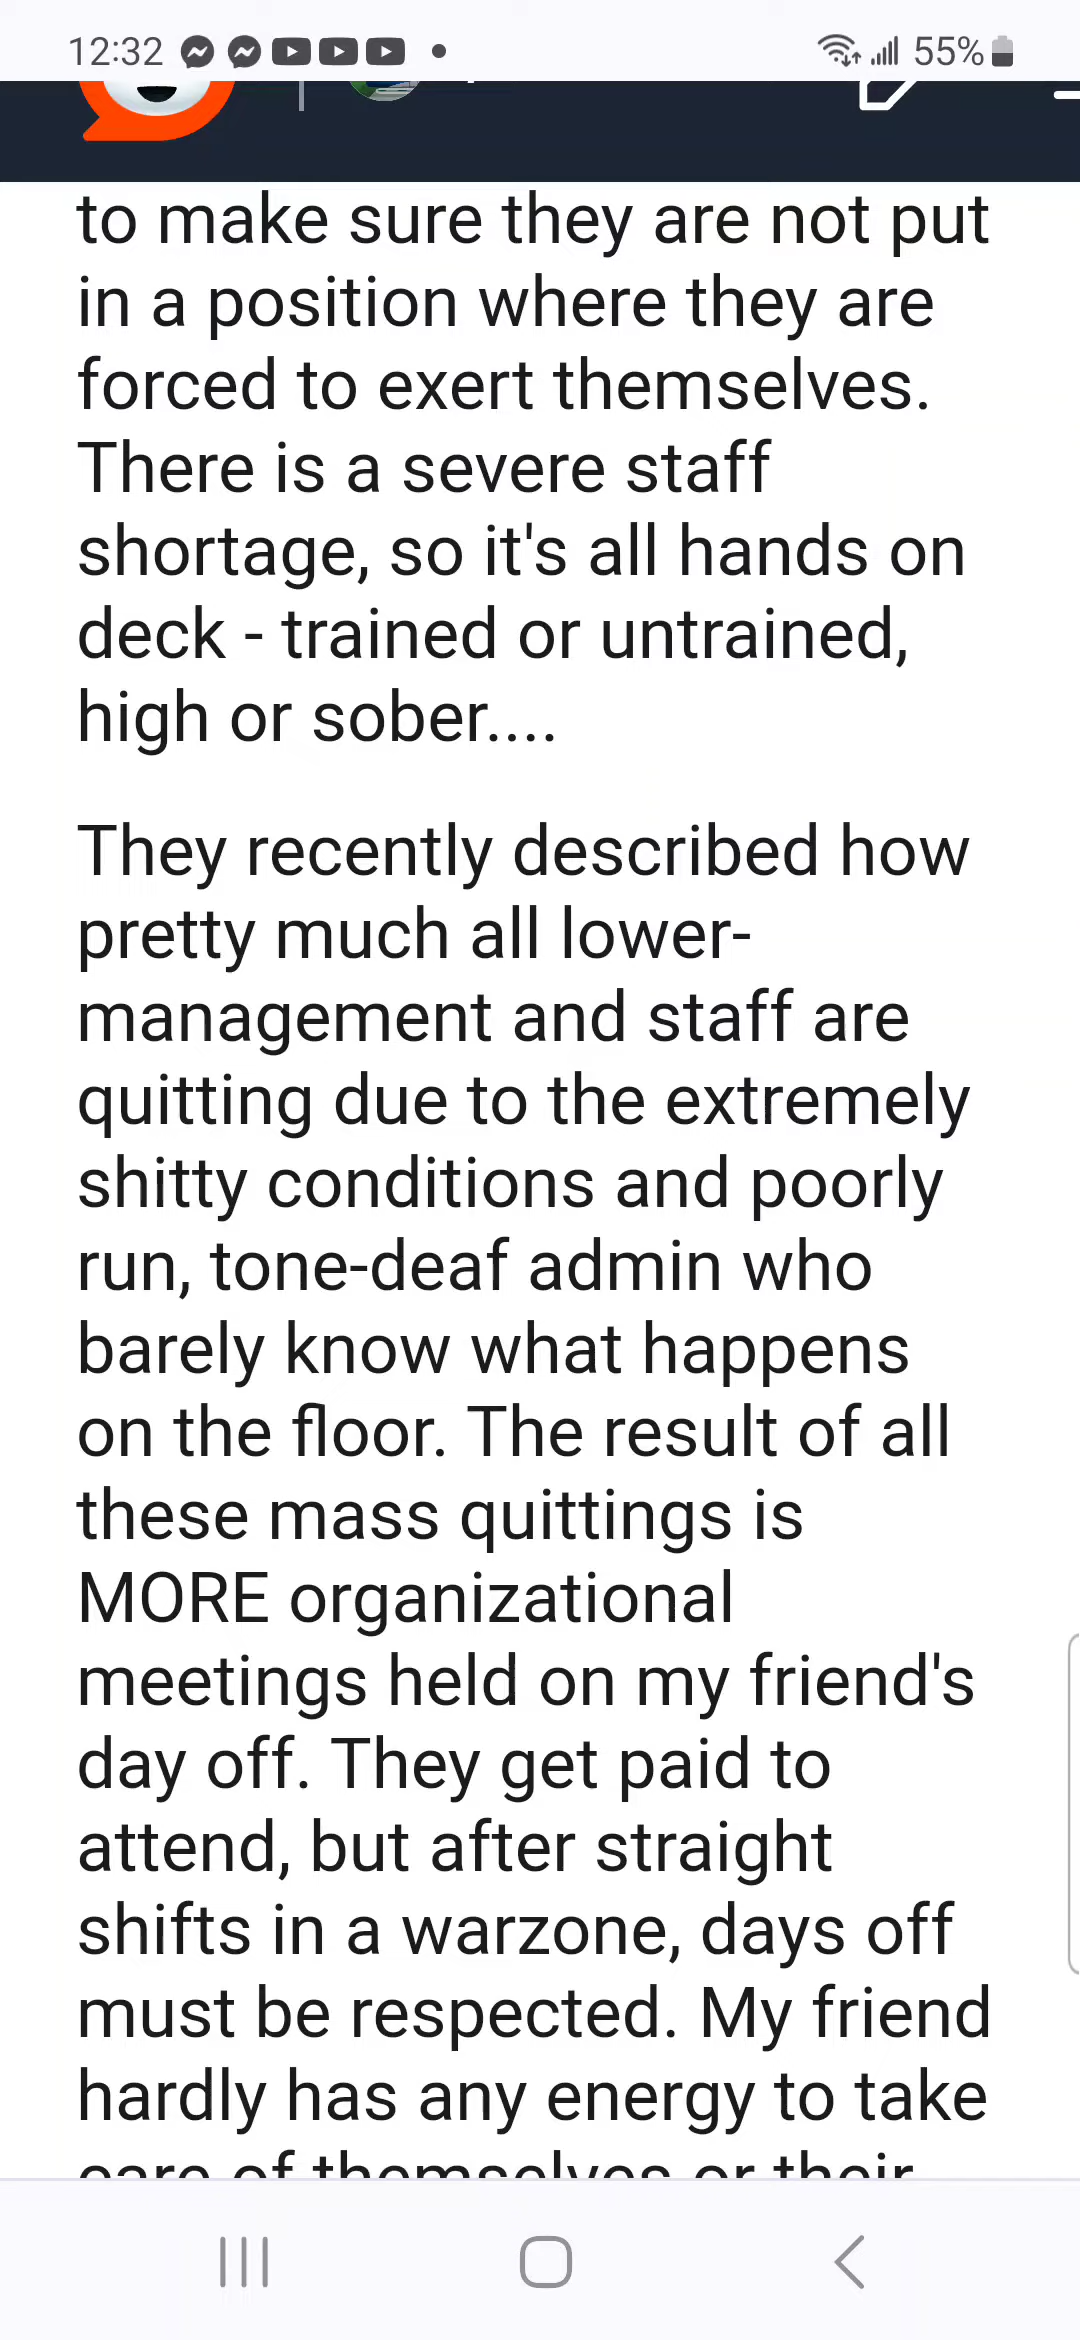 12:32 55%
to make sure they are not put
in a position where they are
forced to exert themselves.
There is a severe staff
shortage, so it's all hands on
deck - trained or untrained,
high or sober....
They recently described how
pretty much all lower-
management and staff are
quitting due to the extremely
shitty conditions and poorly
run, tone-deaf admin who
barely know what happens
on the floor. The result of all
these mass quittings is
MORE organizational
meetings held on my friend's
day off. They get paid to
attend, but after straight
shifts in a warzone, days off
must be respected. My friend
hardly has any energy to take
care of themselves or their